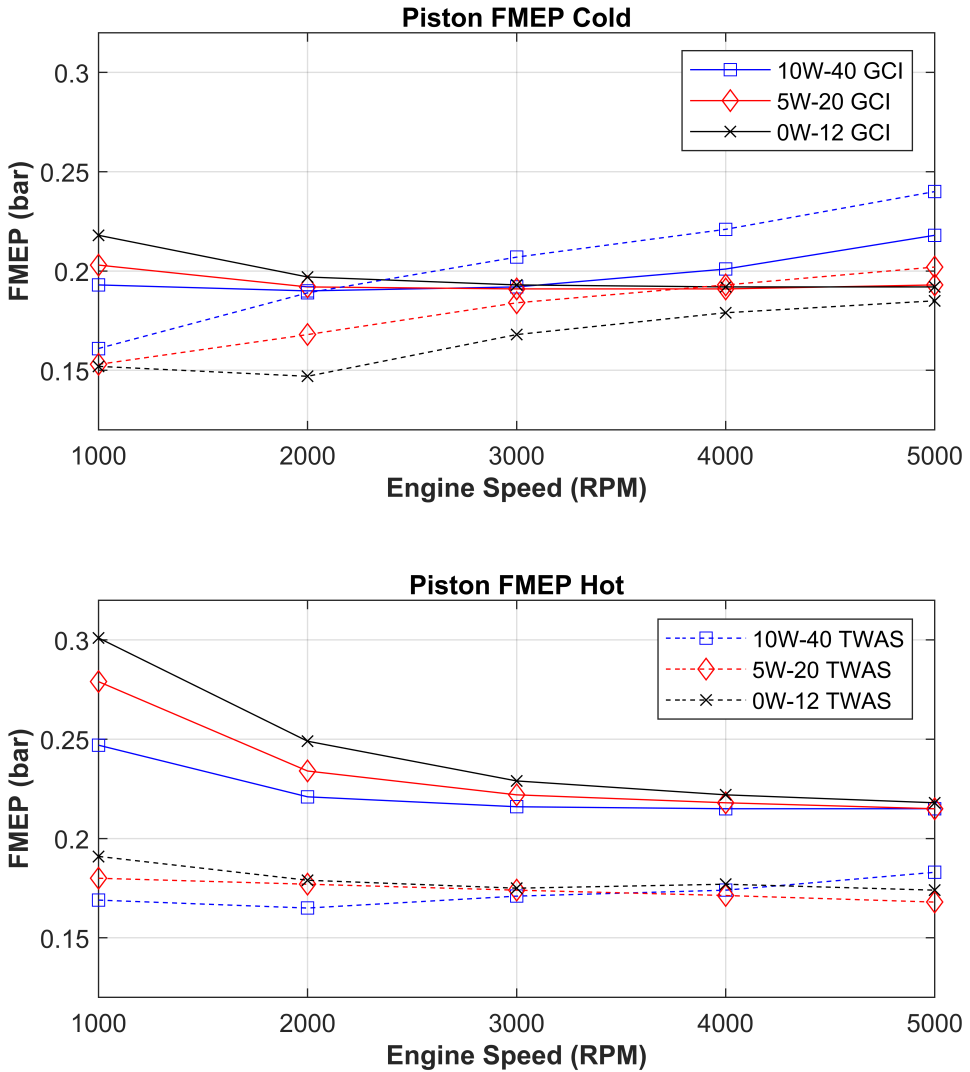 Piston FMEP Cold
FMEP (bar)
0.3
0.25
0.2
0.15
10W-40 GCI
5W-20 GCI
0W-12 GCI
1000 2000 3000 4000 5000
Engine Speed (RPM)
Piston FMEP Hot
FMEP (bar)
0.3
0.25
0.2
0.15
10W-40 TWAS
5W-20 TWAS
0W-12 TWAS
1000 2000 3000 4000 5000
Engine Speed (RPM)